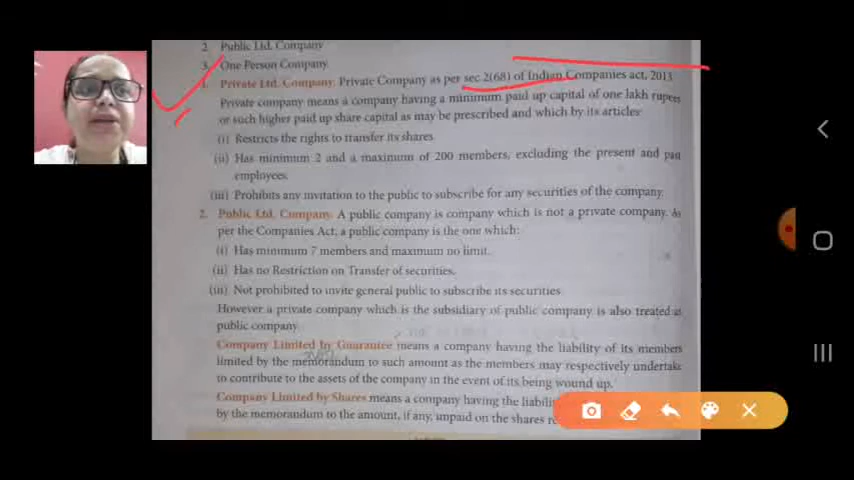 2. Public Ltd. Company
3. One Person Company
1. Private Ltd. Company. Private Company as per sec 2(68) of Indian Companies act, 2013
Private company means a company having a minimum paid up capital of one lakh rupees
or such higher paid up share capital as may be prescribed and which by its articles
(i) Restricts the rights to transfer its shares.
(ii) Has minimum 2 and a maximum of 200 members, excluding the present and past
employees.
(iii) Prohibits any invitation to the public to subscribe for any securities of the company.
2. Public Ltd. Company. A public company is company which is not a private company. As
per the Companies Act, a public company is the one which:
(i) Has minimum 7 members and maximum no limit.
(ii) Has no Restriction on Transfer of securities.
(iii) Not prohibited to invite general public to subscribe its securities.
However a private company which is the subsidiary of public company is also treated as
public company
Company Limited by Guarantee means a company having the liability of its members
limited by the memorandum to such amount as the members may respectively undertake
to contribute to the assets of the company in the event of its being wound up.
Company Limited by Shares means a company having the
by the memorandum to the amount, if any, unpaid on the shares